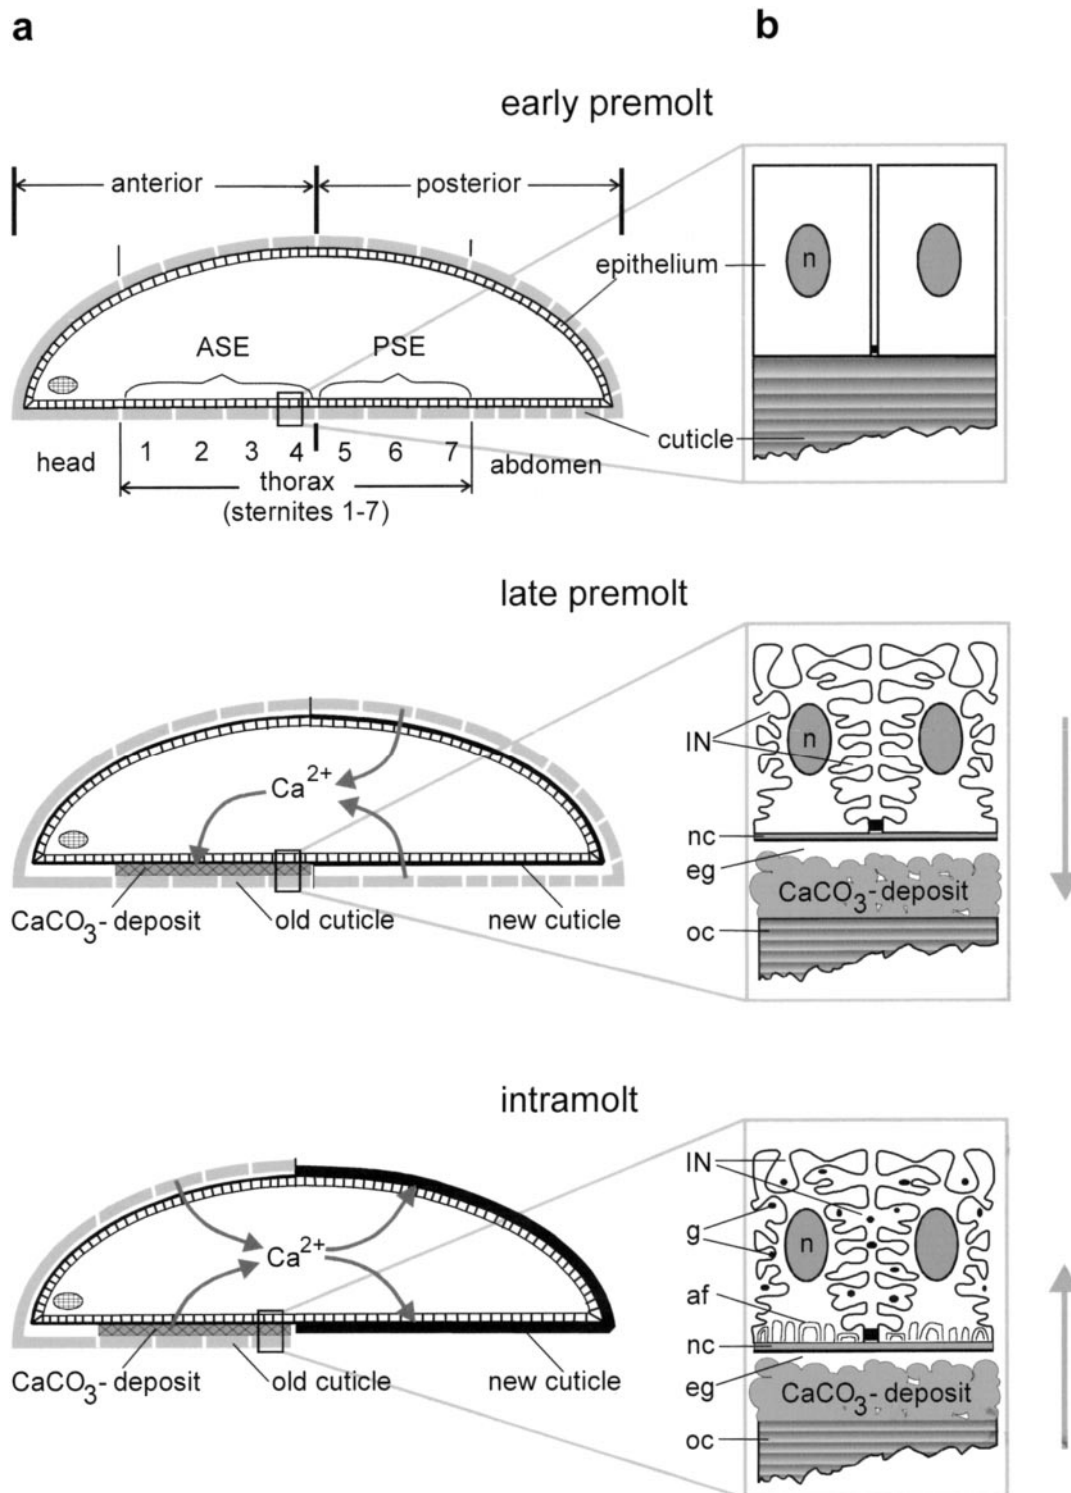 a
b
early premolt
anterior
posterior
epithelium
n
ASE
PSE
cuticle
head
1 2 3 4 5 6 7
abdomen
thorax
(sternites 1-7)
late premolt
IN
n
Ca2+
nc
eg
CaCO3-deposit
oc
CaCO3- deposit
old cuticle
new cuticle
intramolt
IN
g
n
Ca2+
af
nc
eg
CaCO3-deposit
oc
CaCO3- deposit
old cuticle
new cuticle